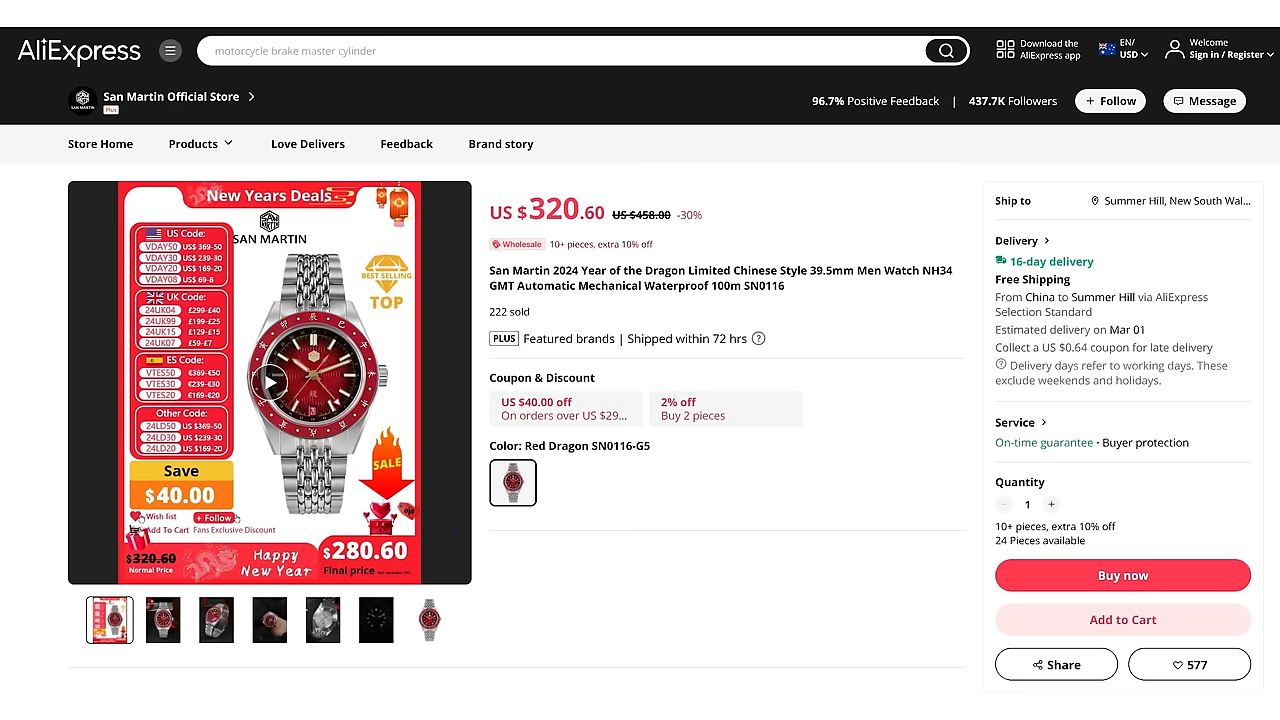 AliExpress
motorcycle brake master cylinder
Download the
AliExpress app
EN/
USD
Welcome
Sign in / Register
San Martin Official Store
Plus
96.7% Positive Feedback | 437.7K Followers
+ Follow
Message
Store Home
Products
Love Delivers
Feedback
Brand story
New Years Deals
SAN MARTIN
US Code:
VDAY50 US$ 369-50
VDAY30 US$ 239-30
VDAY20 US$ 169-20
VDAY08 US$ 69-8
UK Code:
24UK04 £299-£40
24UK99 £199-£25
24UK15 £129-£15
24UK07 £59-£7
ES Code:
VTES50 €369-€50
VTES30 €239-€30
VTES20 €169-€20
Other Code:
24LD50 US$ 369-50
24LD30 US$ 239-30
24LD20 US$ 169-20
BEST SELLING
TOP
SALE
Save
$40.00
Wish list
+ Follow
Add To Cart Fans Exclusive Discount
$320.60
Normal Price
Happy
New Year
$280.60
Final price
US $320.60 US $458.00 -30%
Wholesale 10+ pieces, extra 10% off
San Martin 2024 Year of the Dragon Limited Chinese Style 39.5mm Men Watch NH34
GMT Automatic Mechanical Waterproof 100m SN0116
222 sold
PLUS Featured brands | Shipped within 72 hrs
Coupon & Discount
US $40.00 off
On orders over US $29...
2% off
Buy 2 pieces
Color: Red Dragon SN0116-G5
Ship to
Summer Hill, New South Wal...
Delivery
16-day delivery
Free Shipping
From China to Summer Hill via AliExpress
Selection Standard
Estimated delivery on Mar 01
Collect a US $0.64 coupon for late delivery
Delivery days refer to working days. These
exclude weekends and holidays.
Service
On-time guarantee · Buyer protection
Quantity
1
10+ pieces, extra 10% off
24 Pieces available
Buy now
Add to Cart
Share
577